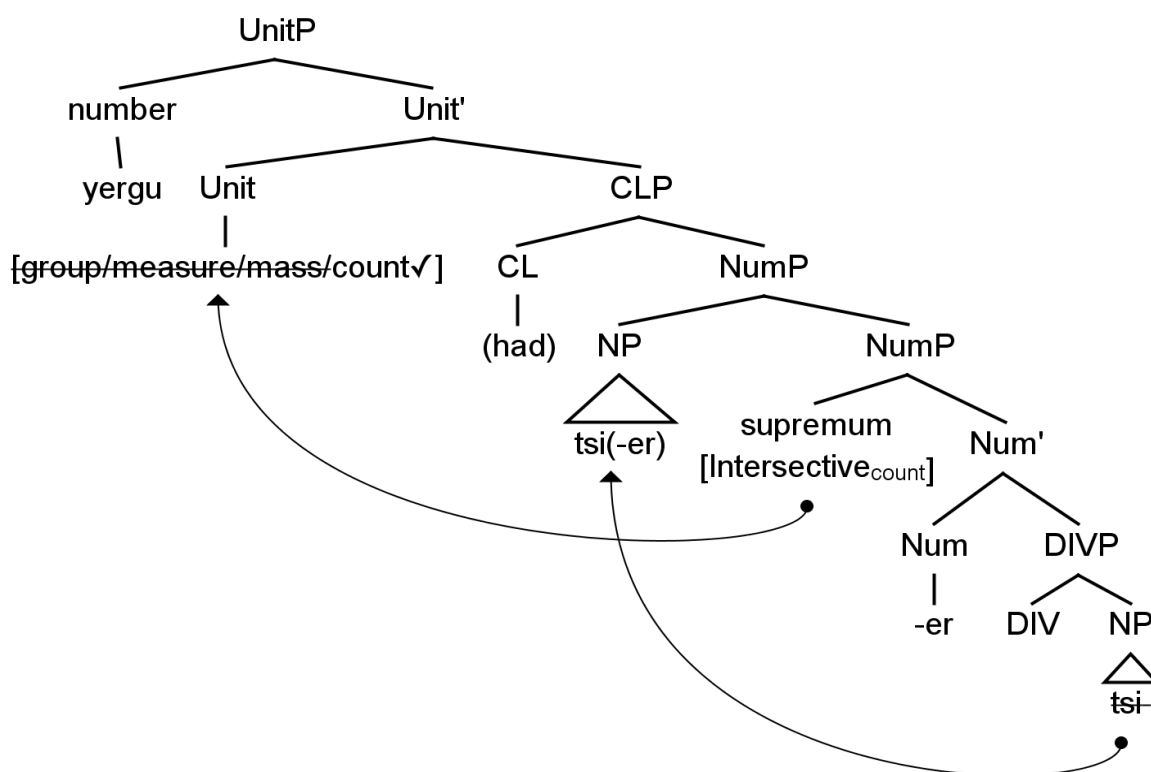 UnitP
number Unit'
yergu Unit CLP
[group/measure/mass/count✓] CL NumP
(had) NP NumP
tsi(-er) supremum Num'
[Intersectivecount]
Num DIVP
-er DIV NP
tsi